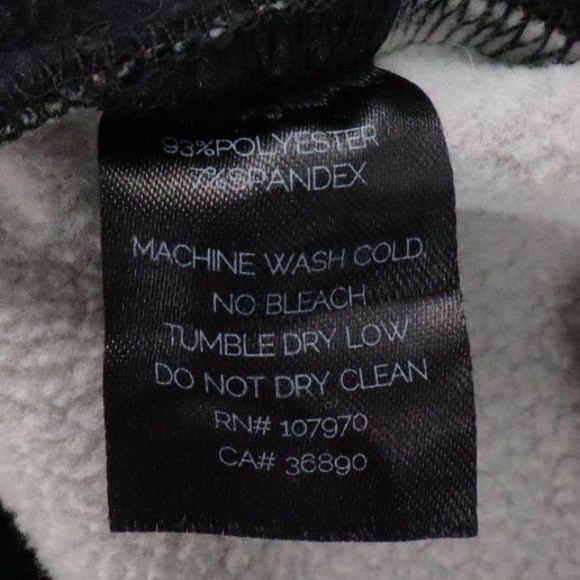 93%POLYESTER
7%SPANDEX
MACHINE WASH COLD,
NO BLEACH
TUMBLE DRY LOW
DO NOT DRY CLEAN
RN# 107970
CA# 36890